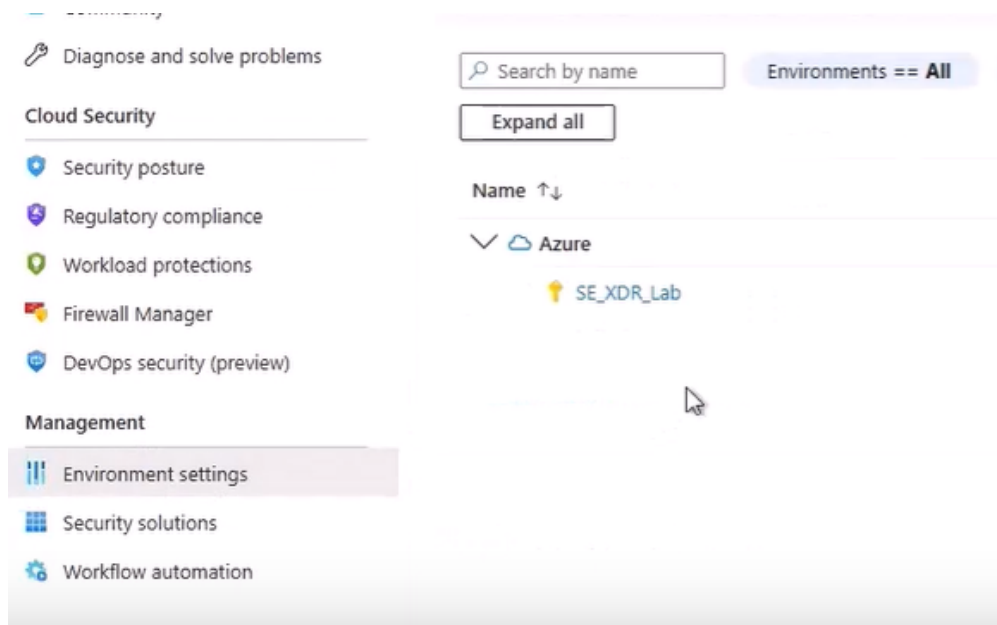 Diagnose and solve problems
Cloud Security
Security posture
Regulatory compliance
Workload protections
Firewall Manager
DevOps security (preview)
Management
Environment settings
Security solutions
Workflow automation
Search by name
Environments == All
Expand all
Name ↑↓
Azure
SE_XDR_Lab